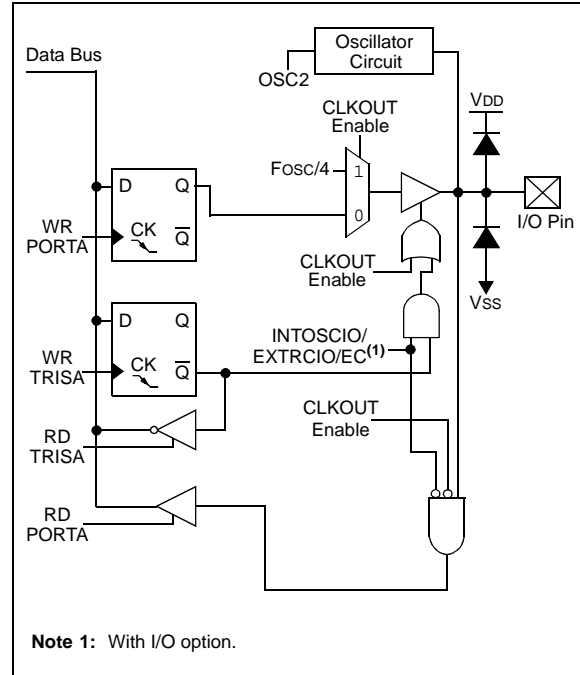 Oscillator
Circuit
Data Bus
OSC2
VDD
CLKOUT
Enable
FOSC/4
1
D Q
0
I/O Pin
WR
PORTA
CK Q̅
CLKOUT
Enable
VSS
D Q
INTOSCIO/
EXTRCIO/EC(1)
WR
TRISA
CK Q̅
CLKOUT
Enable
RD
TRISA
RD
PORTA
Note 1: With I/O option.